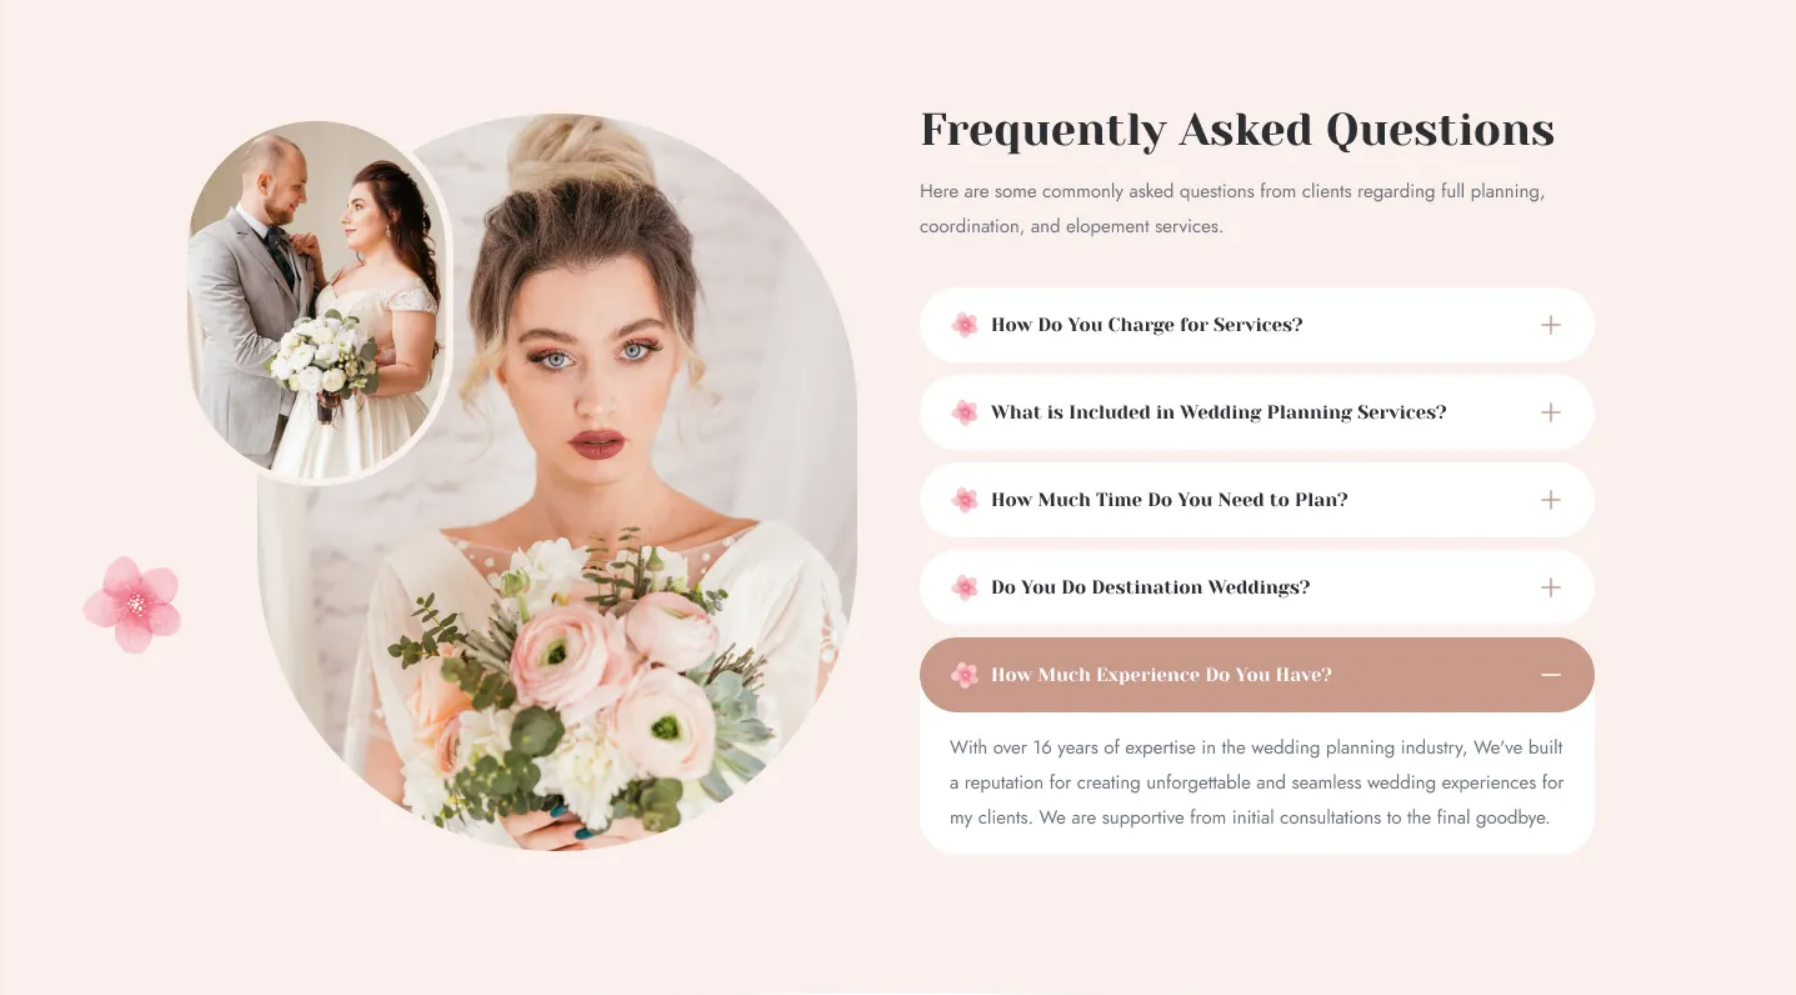 Frequently Asked Questions
Here are some commonly asked questions from clients regarding full planning,
coordination, and elopement services.
How Do You Charge for Services?
What is Included in Wedding Planning Services?
How Much Time Do You Need to Plan?
Do You Do Destination Weddings?
How Much Experience Do You Have?
With over 16 years of expertise in the wedding planning industry, We've built
a reputation for creating unforgettable and seamless wedding experiences for
my clients. We are supportive from initial consultations to the final goodbye.